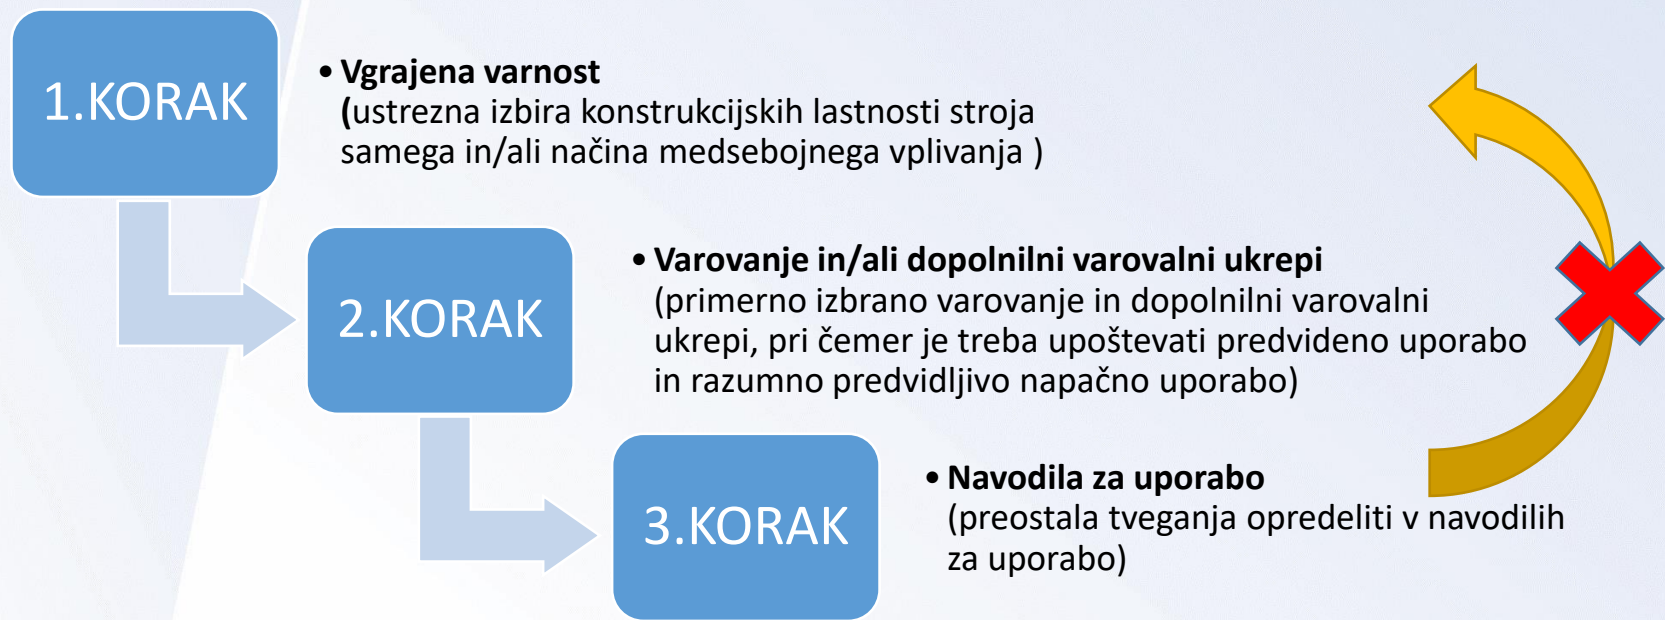 1.KORAK
• Vgrajena varnost
(ustrezna izbira konstrukcijskih lastnosti stroja
samega in/ali načina medsebojnega vplivanja )
2.KORAK
• Varovanje in/ali dopolnilni varovalni ukrepi
(primerno izbrano varovanje in dopolnilni varovalni
ukrepi, pri čemer je treba upoštevati predvideno uporabo
in razumno predvidljivo napačno uporabo)
3.KORAK
• Navodila za uporabo
(preostala tveganja opredeliti v navodilih
za uporabo)